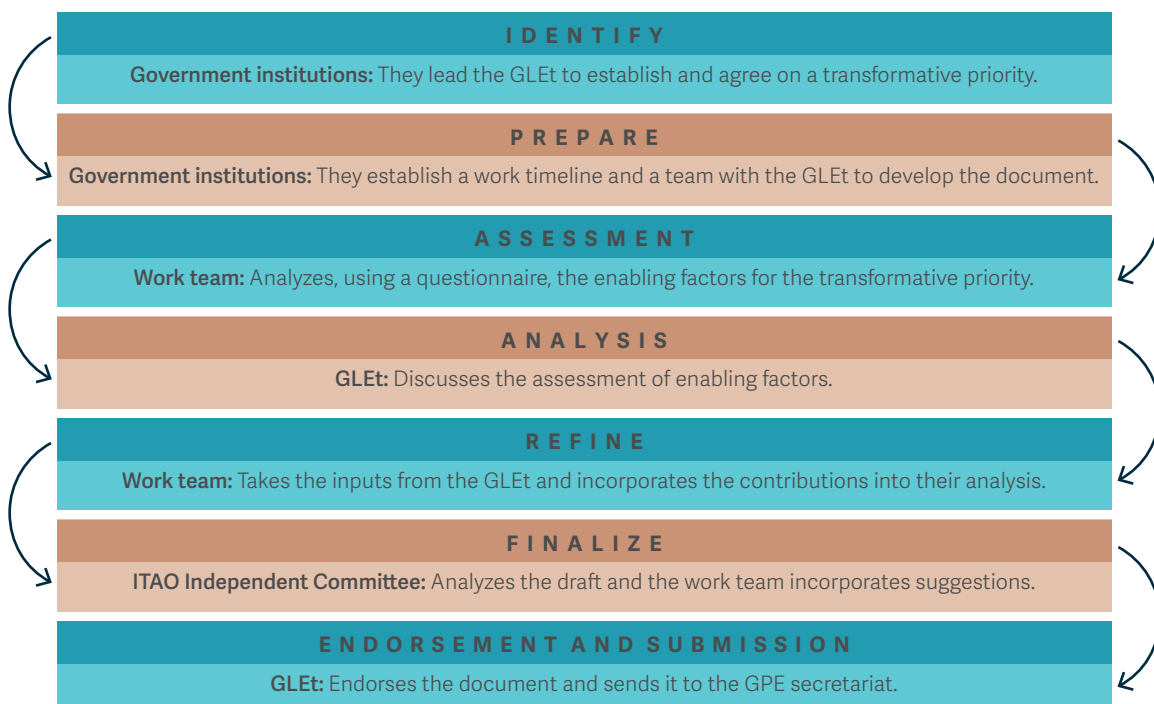 IDENTIFY
Government institutions: They lead the GLEt to establish and agree on a transformative priority.
PREPARE
Government institutions: They establish a work timeline and a team with the GLEt to develop the document.
ASSESSMENT
Work team: Analyzes, using a questionnaire, the enabling factors for the transformative priority.
ANALYSIS
GLEt: Discusses the assessment of enabling factors.
REFINE
Work team: Takes the inputs from the GLEt and incorporates the contributions into their analysis.
FINALIZE
ITAO Independent Committee: Analyzes the draft and the work team incorporates suggestions.
ENDORSEMENT AND SUBMISSION
GLEt: Endorses the document and sends it to the GPE secretariat.